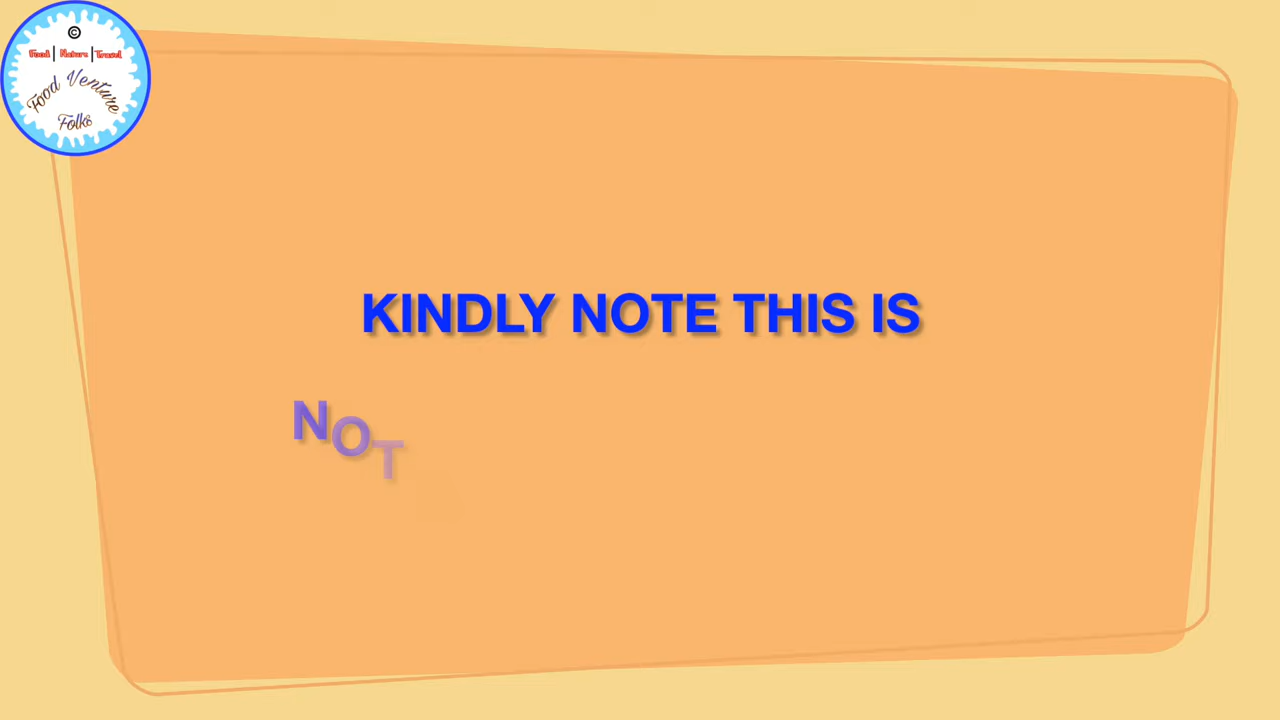 ©
Food | Nature | Travel
Food Venture
Folks
KINDLY NOTE THIS IS
NOT